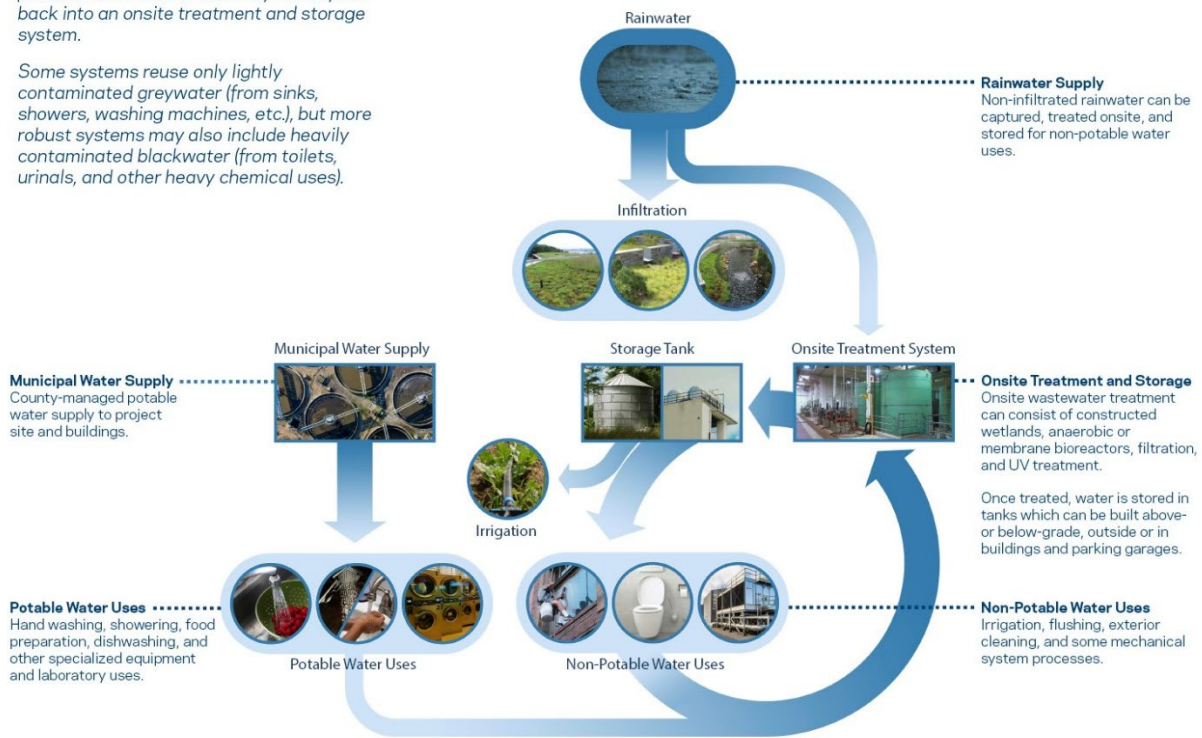 back into an onsite treatment and storage
system.
Some systems reuse only lightly
contaminated greywater (from sinks,
showers, washing machines, etc.), but more
robust systems may also include heavily
contaminated blackwater (from toilets,
urinals, and other heavy chemical uses).
Rainwater
Rainwater Supply
Non-infiltrated rainwater can be
captured, treated onsite, and
stored for non-potable water
uses.
Infiltration
Municipal Water Supply
Storage Tank
Onsite Treatment System
Municipal Water Supply
County-managed potable
water supply to project
site and buildings.
Onsite Treatment and Storage
Onsite wastewater treatment
can consist of constructed
wetlands, anaerobic or
membrane bioreactors, filtration,
and UV treatment.
Once treated, water is stored in
tanks which can be built above-
or below-grade, outside or in
buildings and parking garages.
Irrigation
Potable Water Uses
Hand washing, showering, food
preparation, dishwashing, and
other specialized equipment
and laboratory uses.
Potable Water Uses
Non-Potable Water Uses
Non-Potable Water Uses
Irrigation, flushing, exterior
cleaning, and some mechanical
system processes.